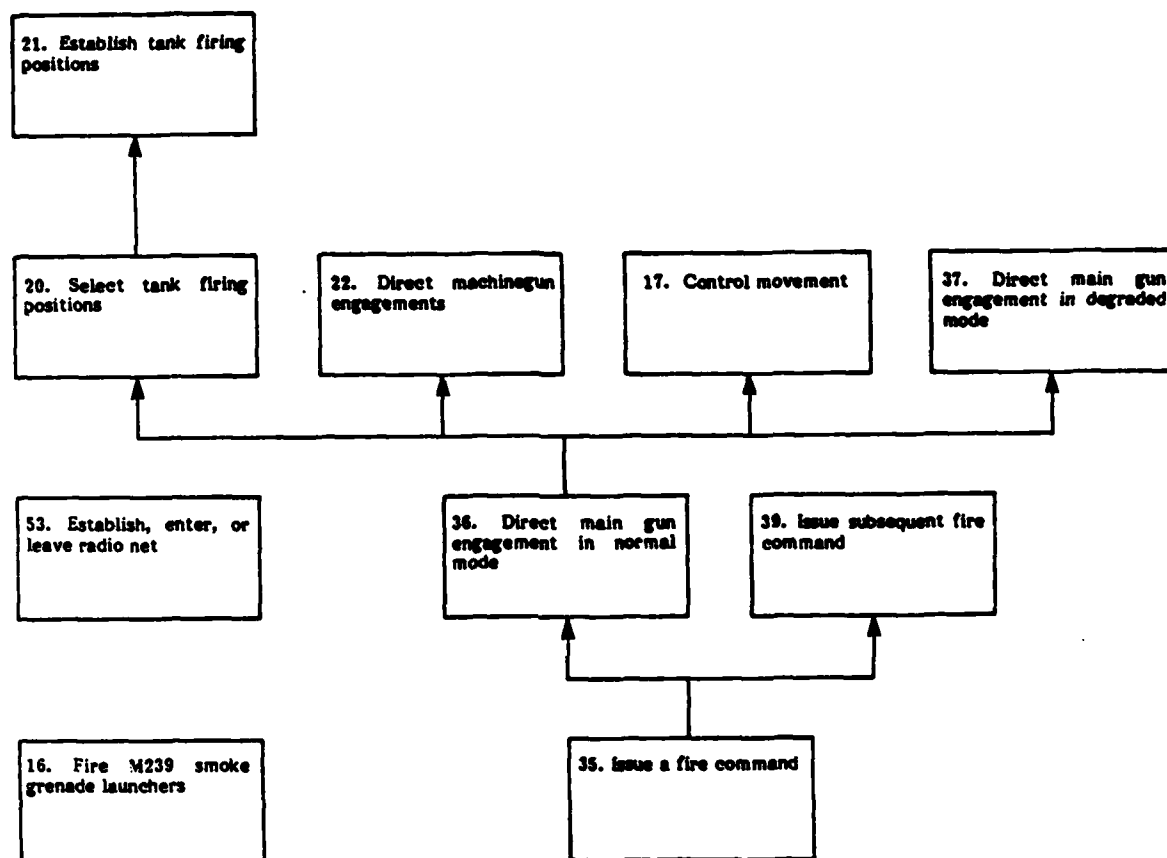 21. Establish tank firing
positions
20. Select tank firing
positions
22. Direct machinegun
engagements
17. Control movement
37. Direct main gun
engagement in degraded
mode
53. Establish, enter, or
leave radio net
36. Direct main gun
engagement in normal
mode
39. Issue subsequent fire
command
16. Fire M239 smoke
grenade launchers
35. Issue a fire command